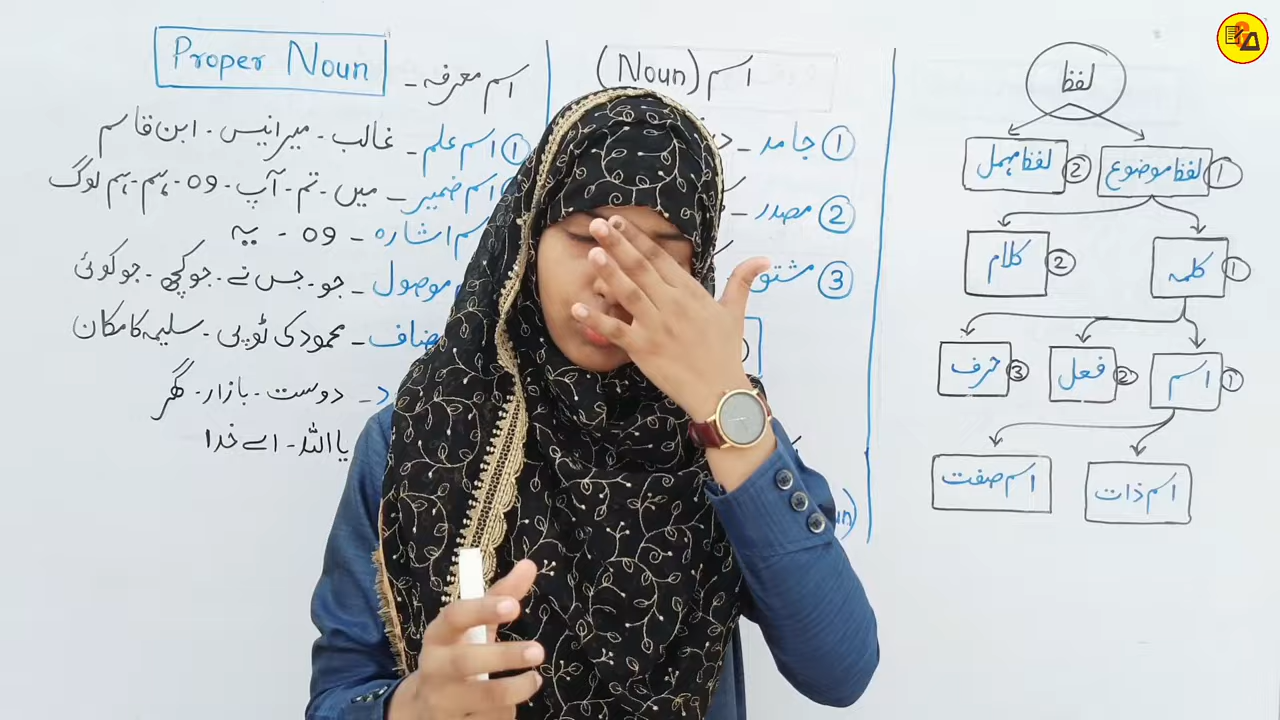 لفظ
① لفظ موضوع
② لفظ مہمل
① کلمہ
② کلام
① اسم
② فعل
③ حرف
اسم ذات
اسم صفت
اسم (Noun)
① جامد -
② مصدر -
③ مشتق
Proper Noun
اسم معرفہ -
① اسم علم - غالب - میرانیس - ابن قاسم
اسم ضمیر - میں - تم - آپ - وہ - ہم - ہم لوگ
اشارہ - وہ - یہ
موصول - جو - جس نے - جو کچھ - جو کوئی
محمود کی ٹوپی - سلیمہ کا مکان
دوست - بازار - گھر
یا اللہ - اے خدا